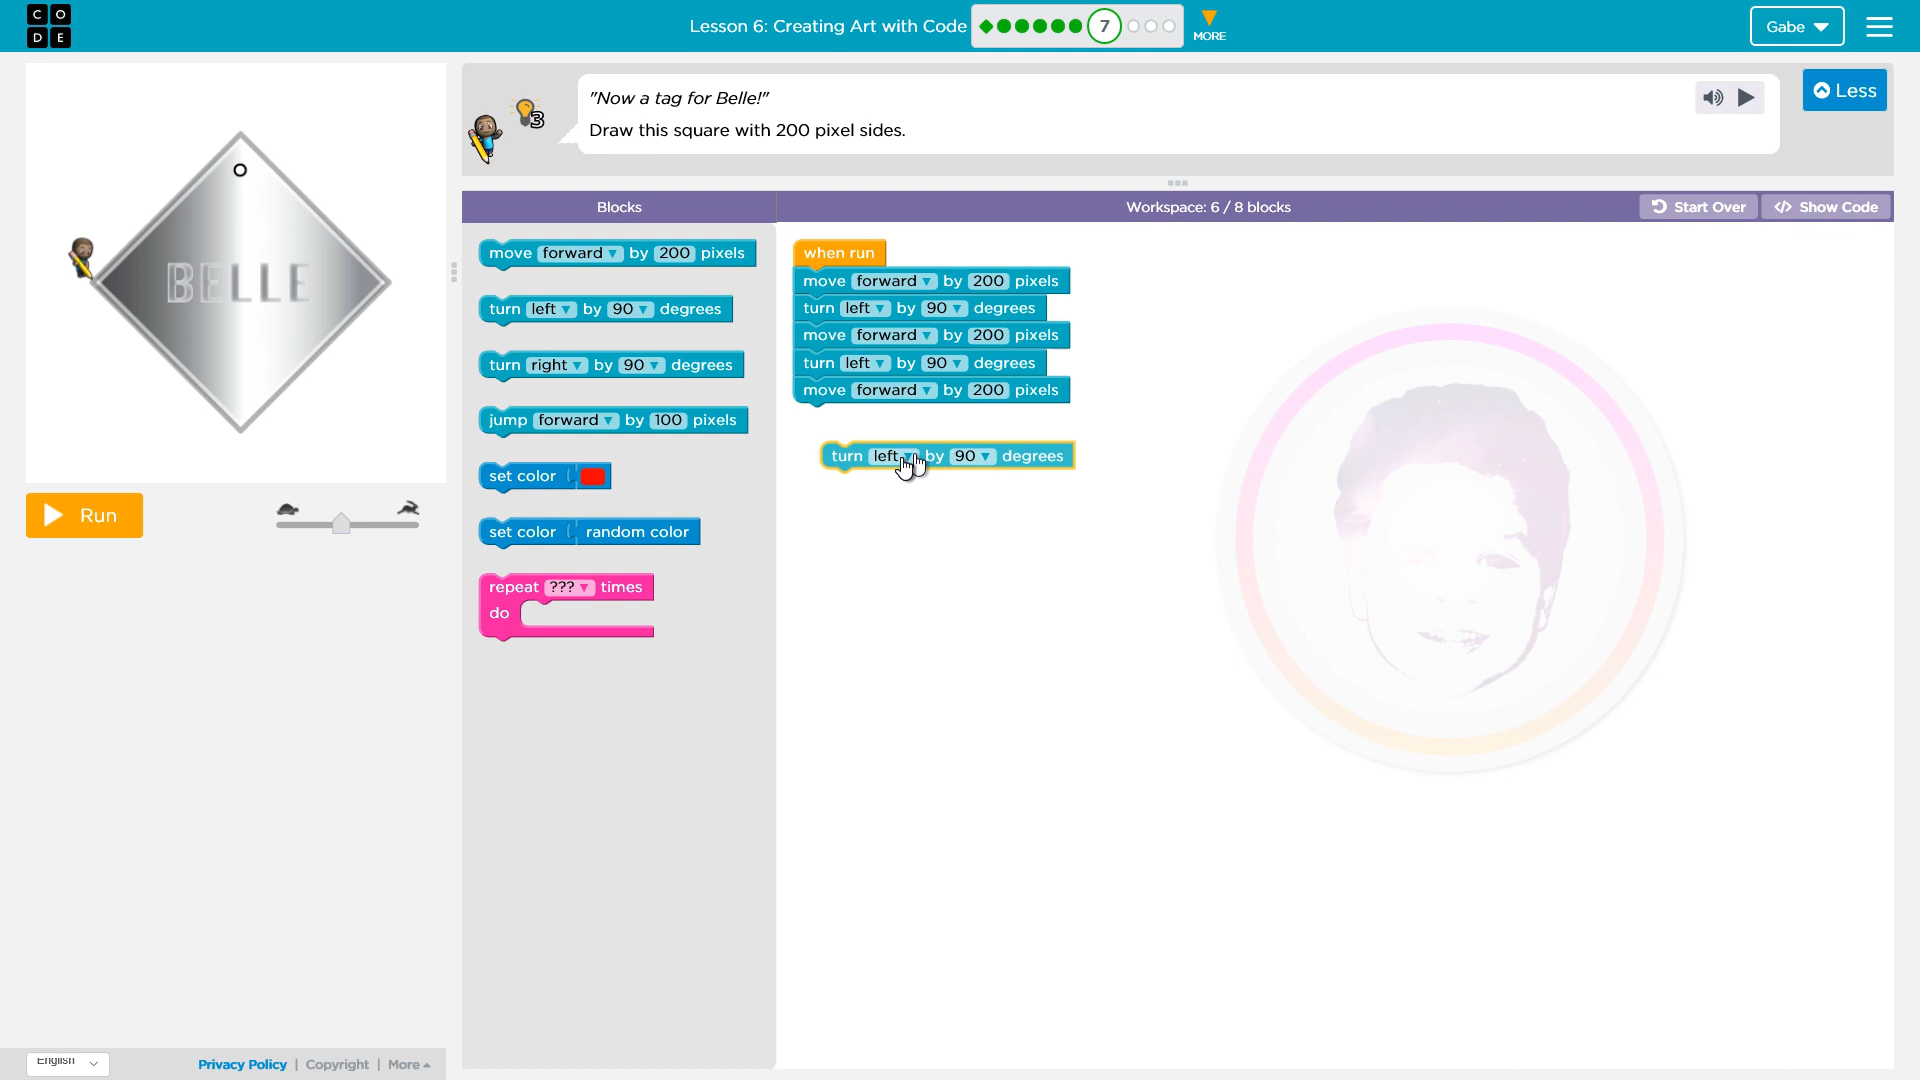 CODE
Lesson 6: Creating Art with Code
7
MORE
Gabe
"Now a tag for Belle!"
Draw this square with 200 pixel sides.
3
Less
BELLE
Blocks
Workspace: 6 / 8 blocks
Start Over
Show Code
move forward by 200 pixels
turn left by 90 degrees
turn right by 90 degrees
jump forward by 100 pixels
set color
set color random color
repeat ??? times
do
when run
move forward by 200 pixels
turn left by 90 degrees
move forward by 200 pixels
turn left by 90 degrees
move forward by 200 pixels
turn left by 90 degrees
Run
English
Privacy Policy | Copyright | More